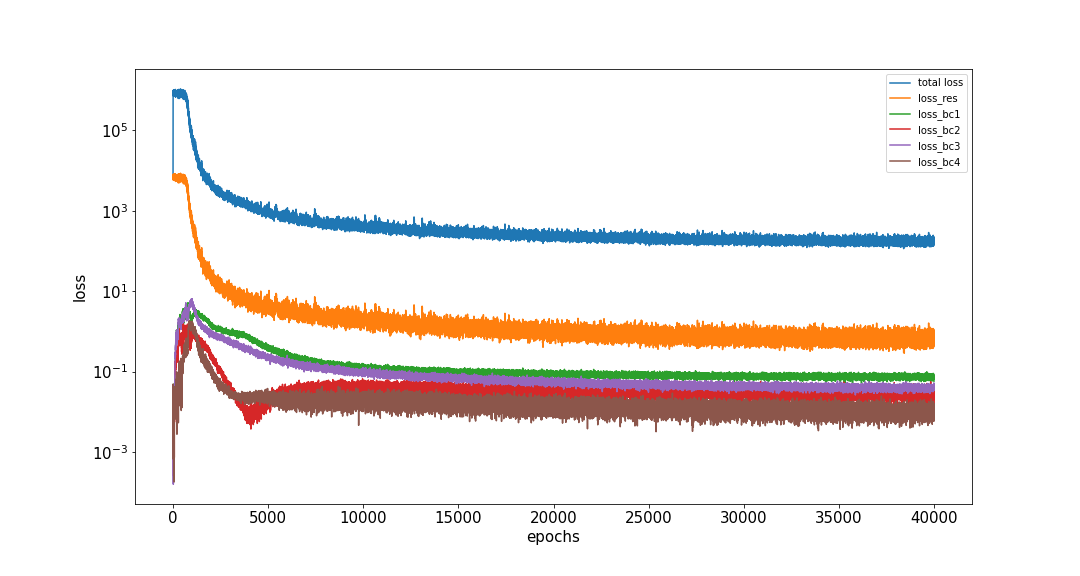 total loss
loss_res
loss_bc1
loss_bc2
loss_bc3
loss_bc4
10^5
10^3
10^1
10^−1
10^−3
loss
0 5000 10000 15000 20000 25000 30000 35000 40000
epochs